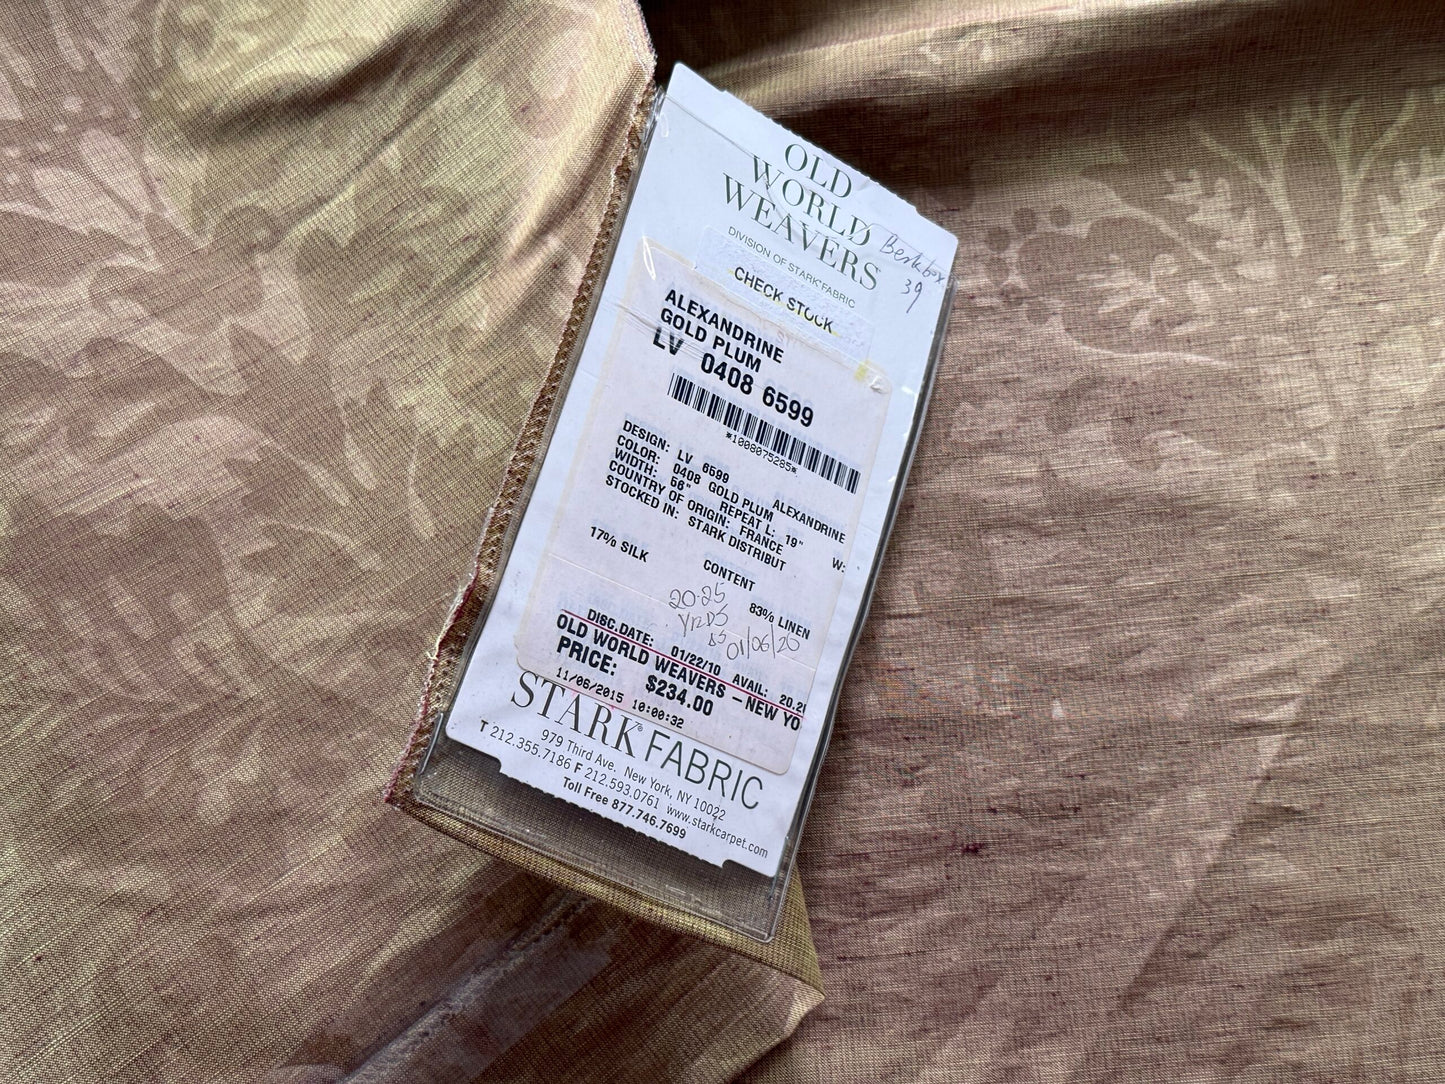 OLD
WORLD
WEAVERS
DIVISION OF STARK FABRIC
39
CHECK STOCK
ALEXANDRINE
GOLD PLUM
LV 0408 6599
*1008075285*
DESIGN: LV 6599 ALEXANDRINE
COLOR: 0408 GOLD PLUM
WIDTH: 56" REPEAT L: 19" W:
COUNTRY OF ORIGIN: FRANCE
STOCKED IN: STARK DISTRIBUT
CONTENT
17% SILK 83% LINEN
20.25
YRDS
01/06/20
DISC.DATE: 01/22/10 AVAIL: 20.2
OLD WORLD WEAVERS - NEW YO
PRICE: $234.00
11/06/2015 10:00:32
STARK® FABRIC
979 Third Ave. New York, NY 10022
T 212.355.7186 F 212.593.0761 www.starkcarpet.com
Toll Free 877.746.7699